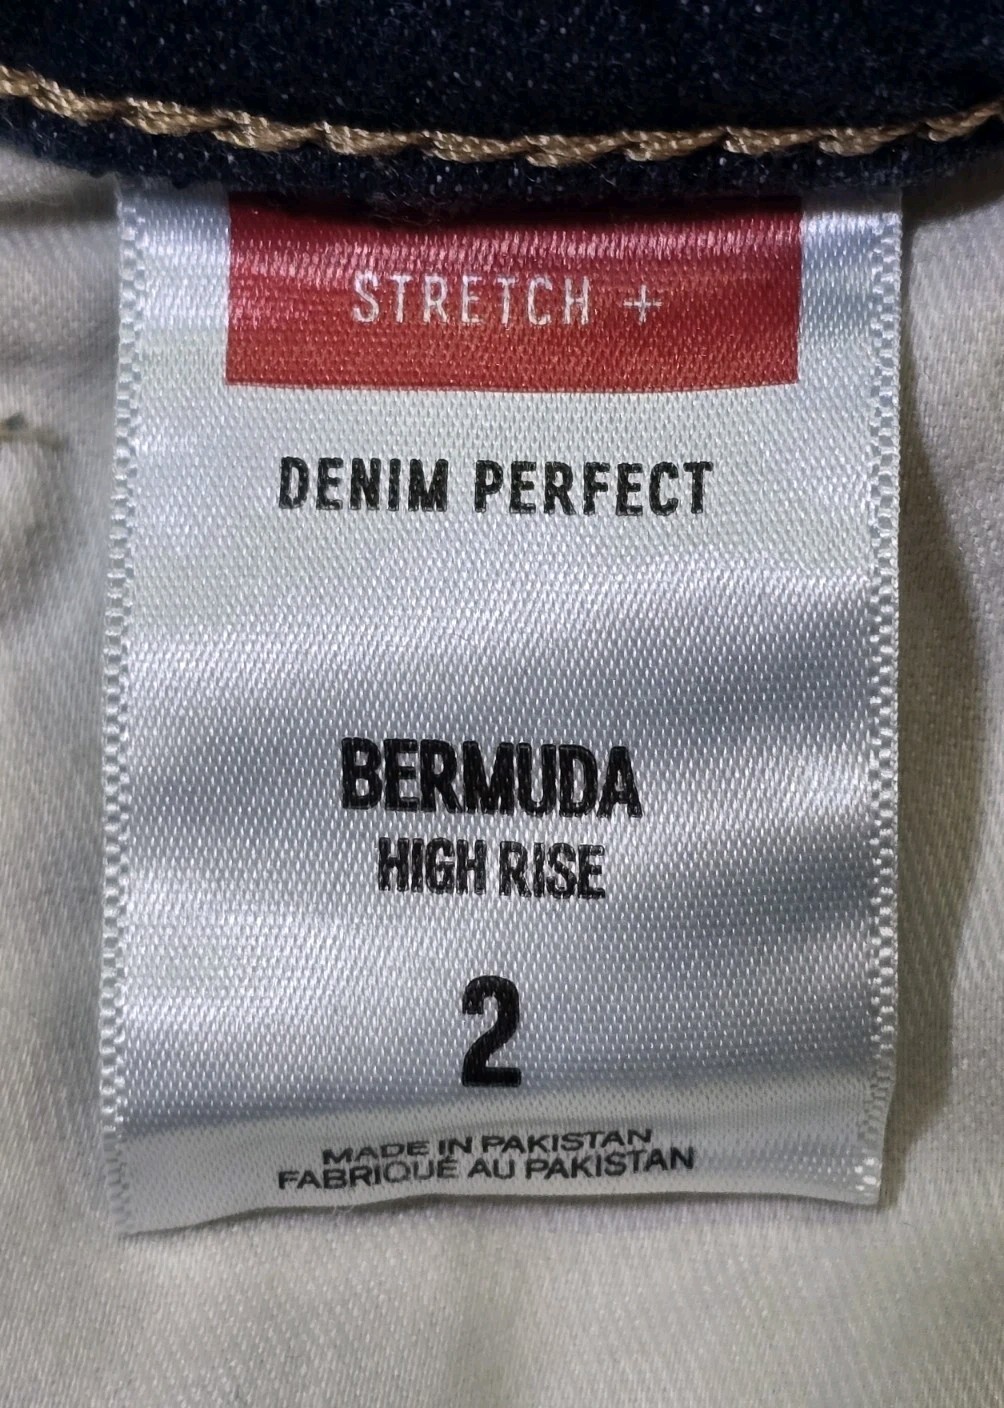 STRETCH +
DENIM PERFECT
BERMUDA
HIGH RISE
2
MADE IN PAKISTAN
FABRIQUÉ AU PAKISTAN